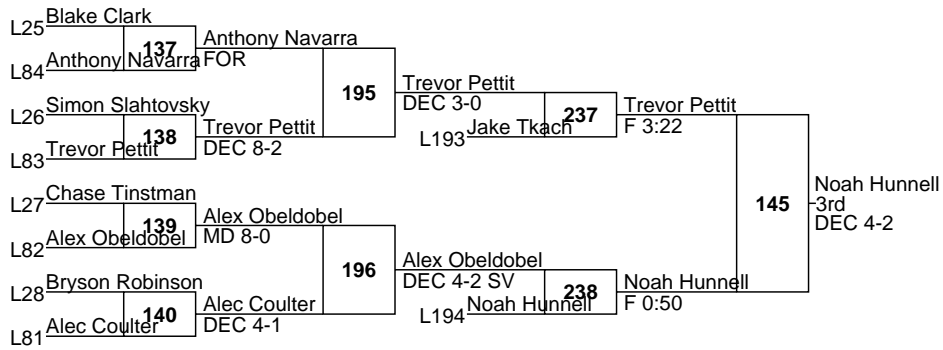 L25 Blake Clark
137
Anthony Navarra
FOR
L84 Anthony Navarra
195
Trevor Pettit
DEC 3-0
L26 Simon Slahtovsky
138
Trevor Pettit
DEC 8-2
L83 Trevor Pettit
L193 Jake Tkach
237
Trevor Pettit
F 3:22
L27 Chase Tinstman
139
Alex Obeldobel
MD 8-0
L82 Alex Obeldobel
196
Alex Obeldobel
DEC 4-2 SV
L28 Bryson Robinson
140
Alec Coulter
DEC 4-1
L81 Alec Coulter
L194 Noah Hunnell
238
Noah Hunnell
F 0:50
145
Noah Hunnell
3rd
DEC 4-2